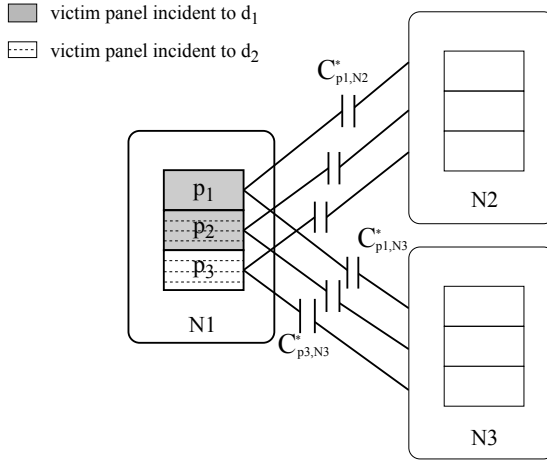 victim panel incident to d₁
victim panel incident to d₂
C*p1,N2
p₁
p₂
p₃
N1
C*p1,N3
C*p3,N3
N2
N3